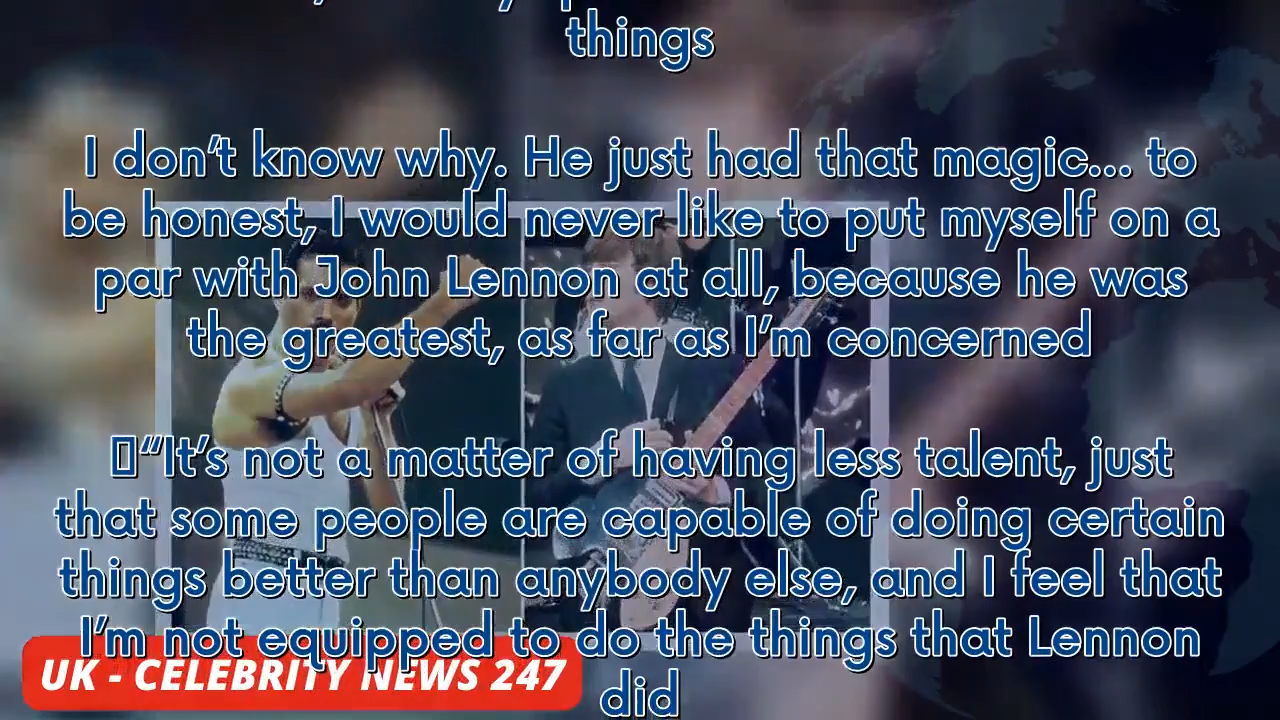 things
I don't know why. He just had that magic... to
be honest, I would never like to put myself on a
par with John Lennon at all, because he was
the greatest, as far as I'm concerned
“It's not a matter of having less talent, just
that some people are capable of doing certain
things better than anybody else, and I feel that
I'm not equipped to do the things that Lennon
did
UK - CELEBRITY NEWS 247